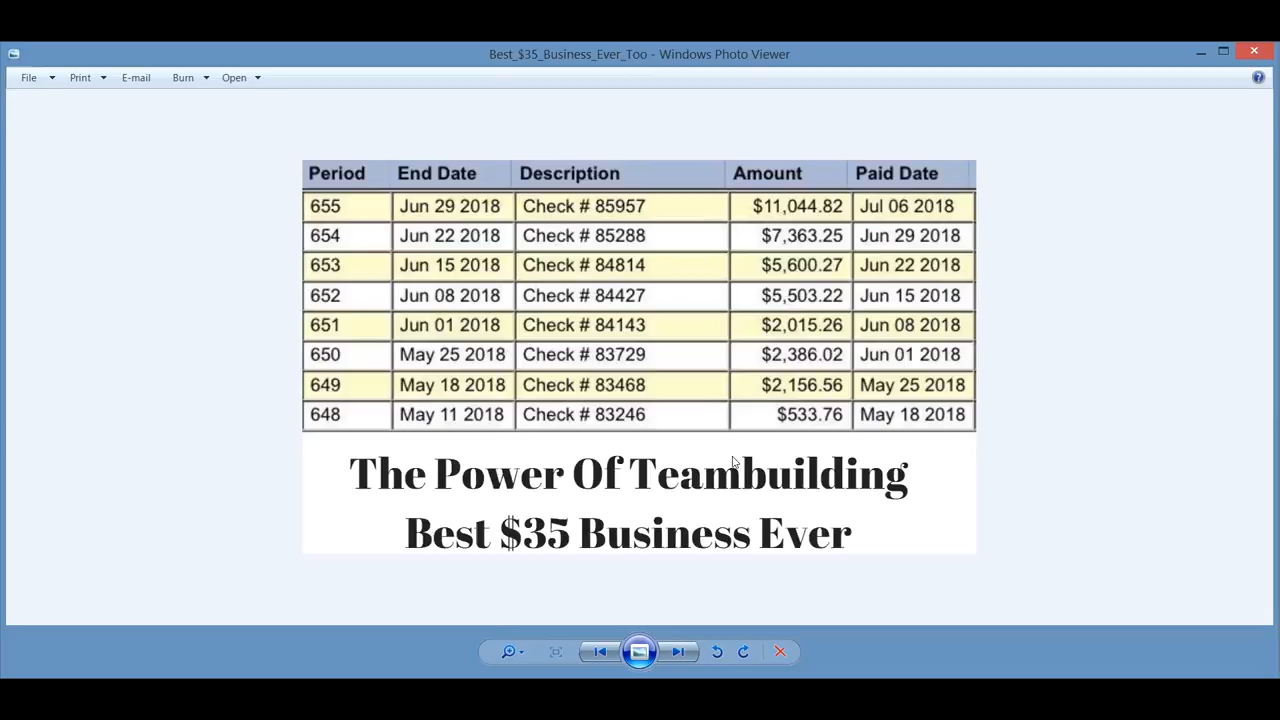 Best_$35_Business_Ever_Too - Windows Photo Viewer
File Print E-mail Burn Open
Period End Date Description Amount Paid Date
655 Jun 29 2018 Check # 85957 $11,044.82 Jul 06 2018
654 Jun 22 2018 Check # 85288 $7,363.25 Jun 29 2018
653 Jun 15 2018 Check # 84814 $5,600.27 Jun 22 2018
652 Jun 08 2018 Check # 84427 $5,503.22 Jun 15 2018
651 Jun 01 2018 Check # 84143 $2,015.26 Jun 08 2018
650 May 25 2018 Check # 83729 $2,386.02 Jun 01 2018
649 May 18 2018 Check # 83468 $2,156.56 May 25 2018
648 May 11 2018 Check # 83246 $533.76 May 18 2018
The Power Of Teambuilding
Best $35 Business Ever